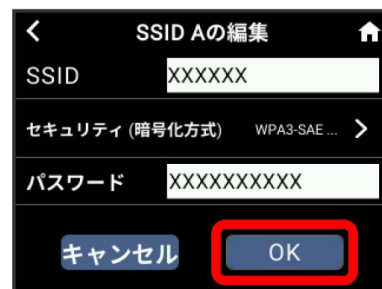 SSID Aの編集
SSID XXXXXX
セキュリティ (暗号化方式) WPA3-SAE ...
パスワード XXXXXXXXXX
キャンセル OK